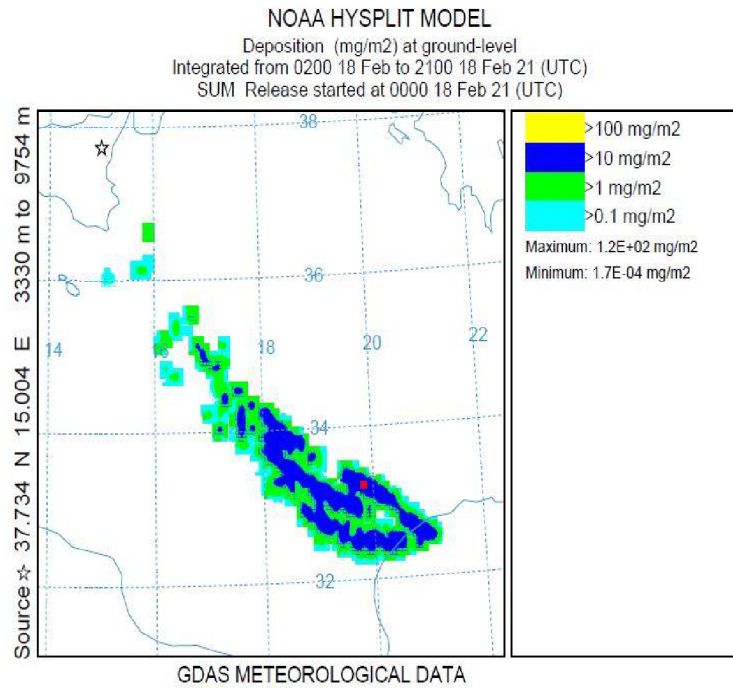 NOAA HYSPLIT MODEL
Deposition (mg/m2) at ground-level
Integrated from 0200 18 Feb to 2100 18 Feb 21 (UTC)
SUM Release started at 0000 18 Feb 21 (UTC)
Source ☆ 37.734 N 15.004 E 3330 m to 9754 m
38
36
14
16
18
20
22
34
32
>100 mg/m2
>10 mg/m2
>1 mg/m2
>0.1 mg/m2
Maximum: 1.2E+02 mg/m2
Minimum: 1.7E-04 mg/m2
GDAS METEOROLOGICAL DATA